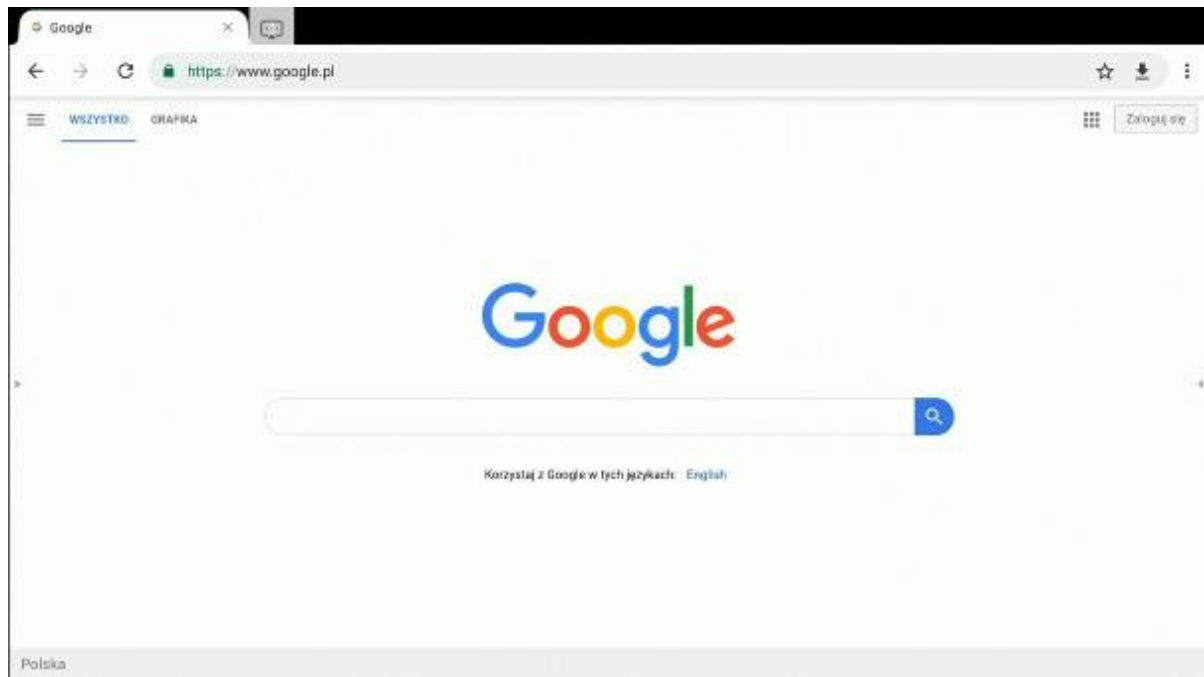 Google
https://www.google.pl
WSZYSTKO GRAFIKA
Zaloguj się
Google
Korzystaj z Google w tych językach: English
Polska